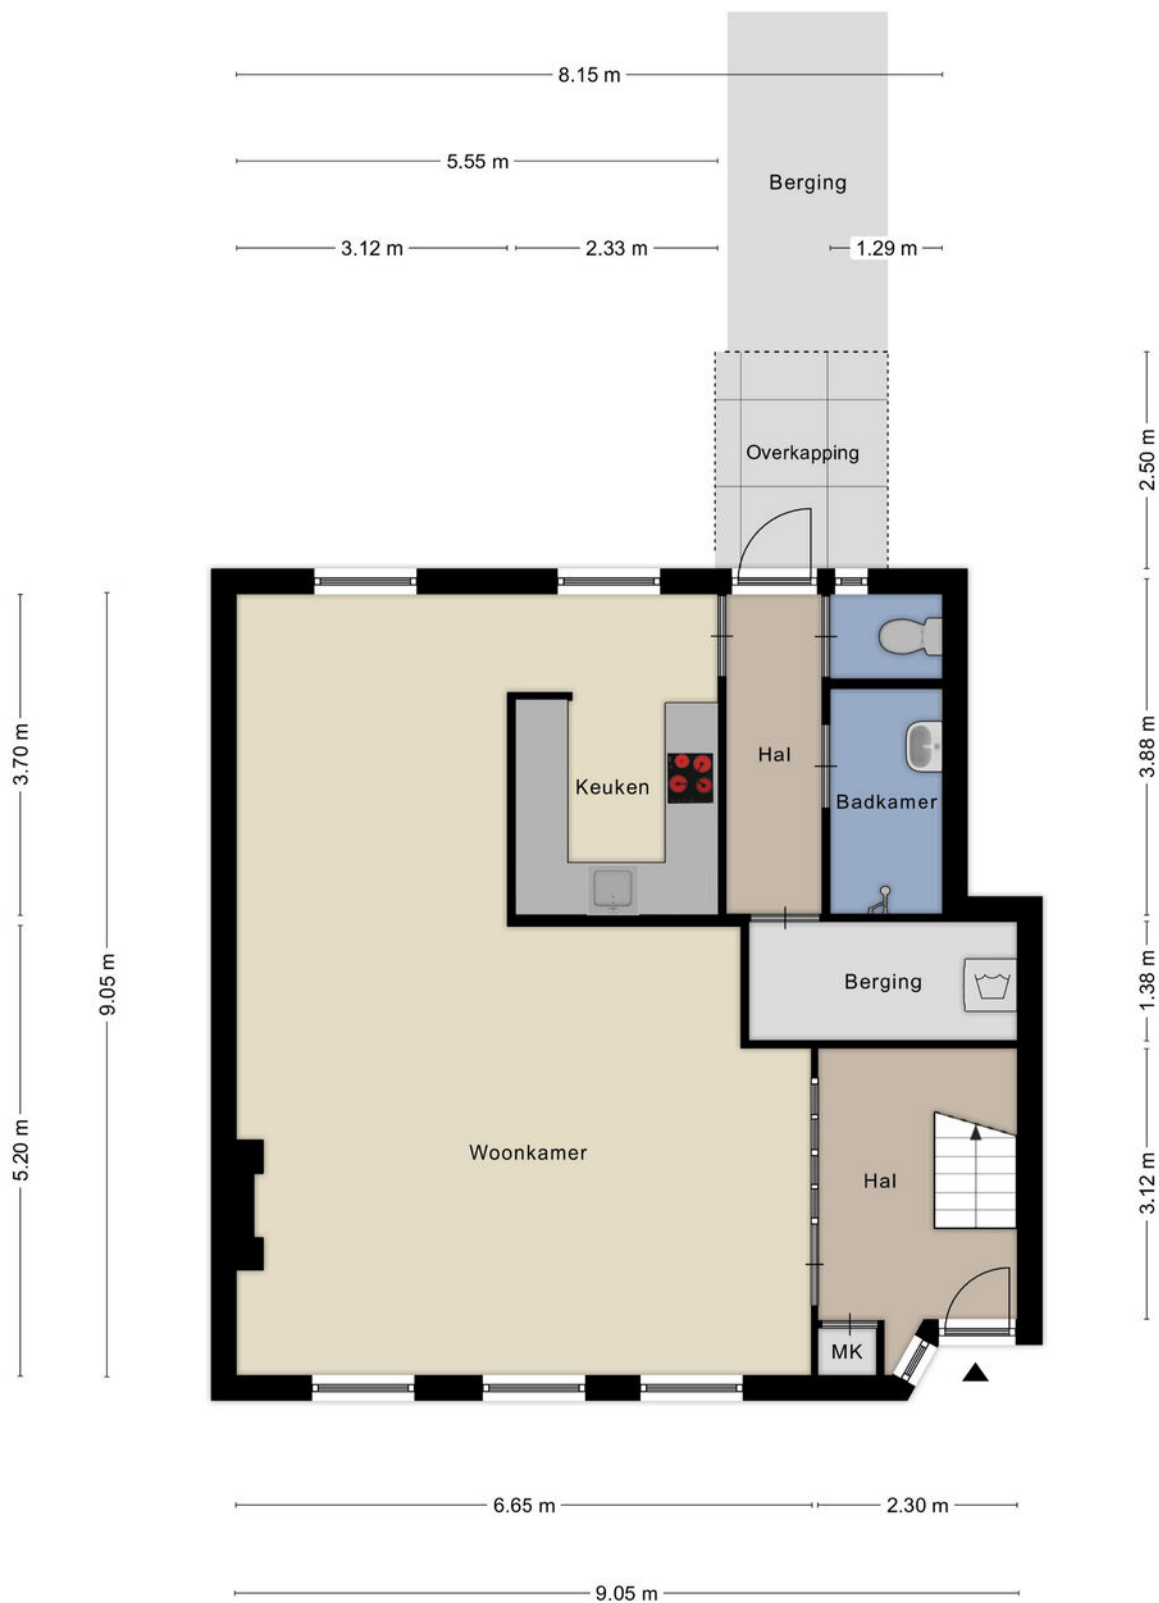 8.15 m
5.55 m
Berging
3.12 m
2.33 m
1.29 m
2.50 m
Overkapping
3.70 m
3.88 m
Hal
Keuken
Badkamer
9.05 m
1.38 m
Berging
5.20 m
Woonkamer
Hal
3.12 m
MK
6.65 m
2.30 m
9.05 m